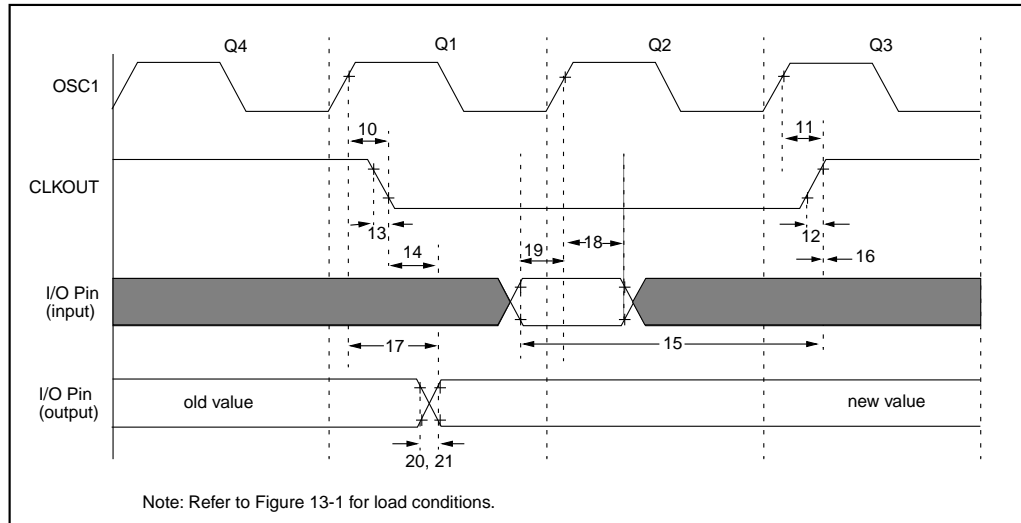 Q4
Q1
Q2
Q3
OSC1
10
11
CLKOUT
13
14
19
18
12
16
I/O Pin
(input)
17
15
I/O Pin
(output)
old value
new value
20, 21
Note: Refer to Figure 13-1 for load conditions.